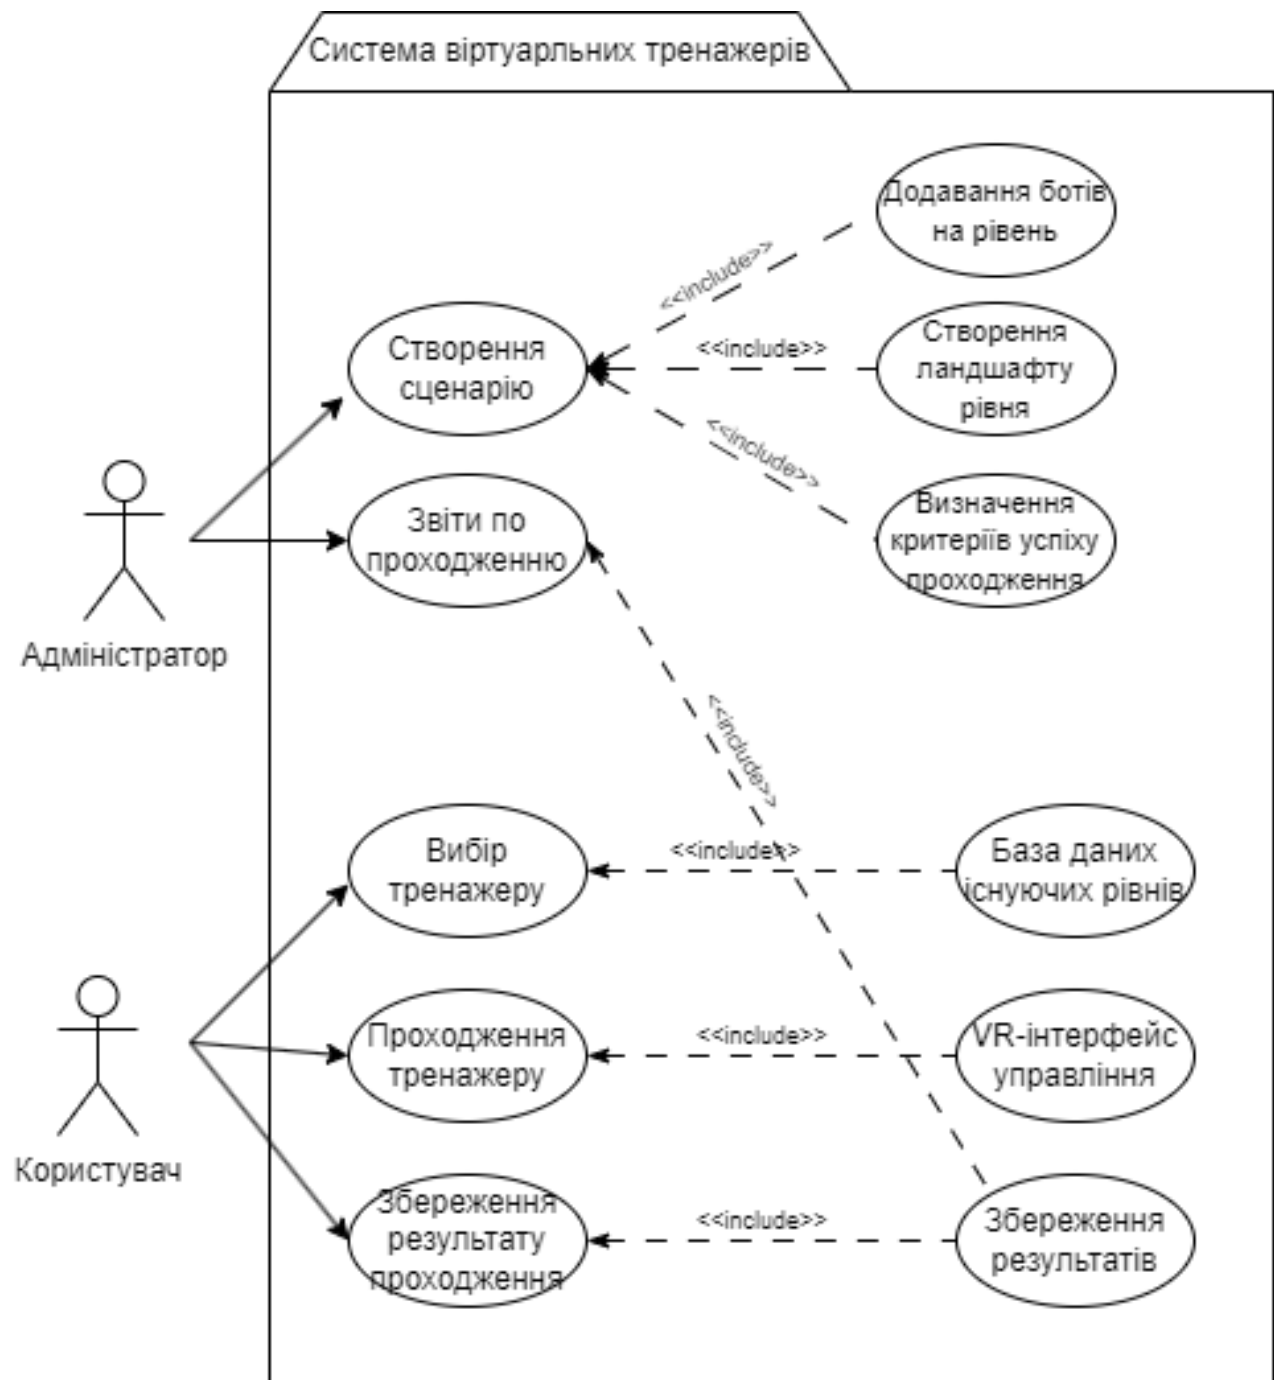 Система віртуарльних тренажерів
Додавання ботів
на рівень
<<include>>
Створення
сценарію
<<include>>
Створення
ландшафту
рівня
<<include>>
Звіти по
проходженню
Визначення
критеріїв успіху
проходження
Адміністратор
<<include>>
Вибір
тренажеру
<<include>>
База даних
існуючих рівнів
Проходження
тренажеру
<<include>>
VR-інтерфейс
управління
Користувач
Збереження
результату
проходження
<<include>>
Збереження
результатів